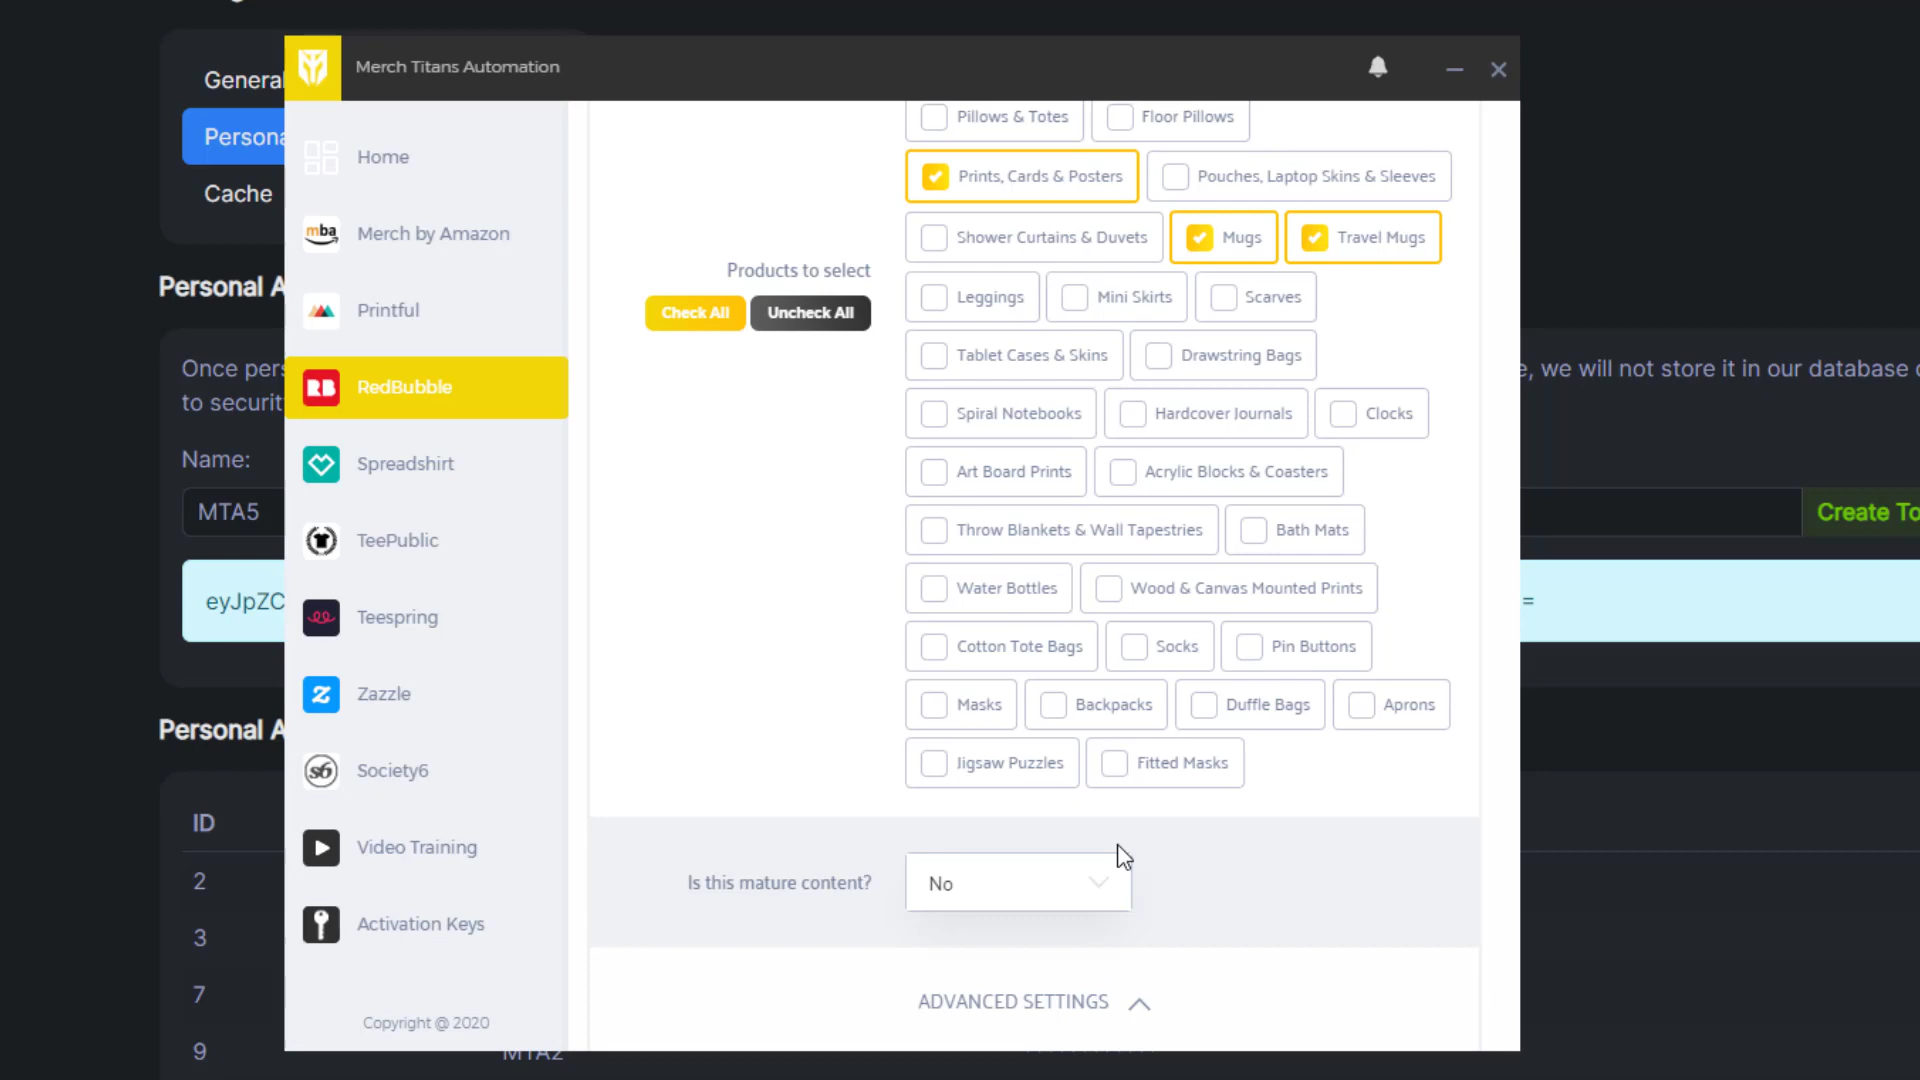 Merch Titans Automation
General
Persona
Cache
Personal A
Once pers
to securit
e, we will not store it in our database
Name:
MTA5
Create To
eyJpZC
=
Personal A
ID
2
3
7
9
MTA2
Home
mba
Merch by Amazon
Printful
RB
RedBubble
Spreadshirt
TeePublic
Teespring
Z
Zazzle
s6
Society6
Video Training
Activation Keys
Copyright @ 2020
Products to select
Check All
Uncheck All
Pillows & Totes
Floor Pillows
Prints, Cards & Posters
Pouches, Laptop Skins & Sleeves
Shower Curtains & Duvets
Mugs
Travel Mugs
Leggings
Mini Skirts
Scarves
Tablet Cases & Skins
Drawstring Bags
Spiral Notebooks
Hardcover Journals
Clocks
Art Board Prints
Acrylic Blocks & Coasters
Throw Blankets & Wall Tapestries
Bath Mats
Water Bottles
Wood & Canvas Mounted Prints
Cotton Tote Bags
Socks
Pin Buttons
Masks
Backpacks
Duffle Bags
Aprons
Jigsaw Puzzles
Fitted Masks
Is this mature content?
No
ADVANCED SETTINGS